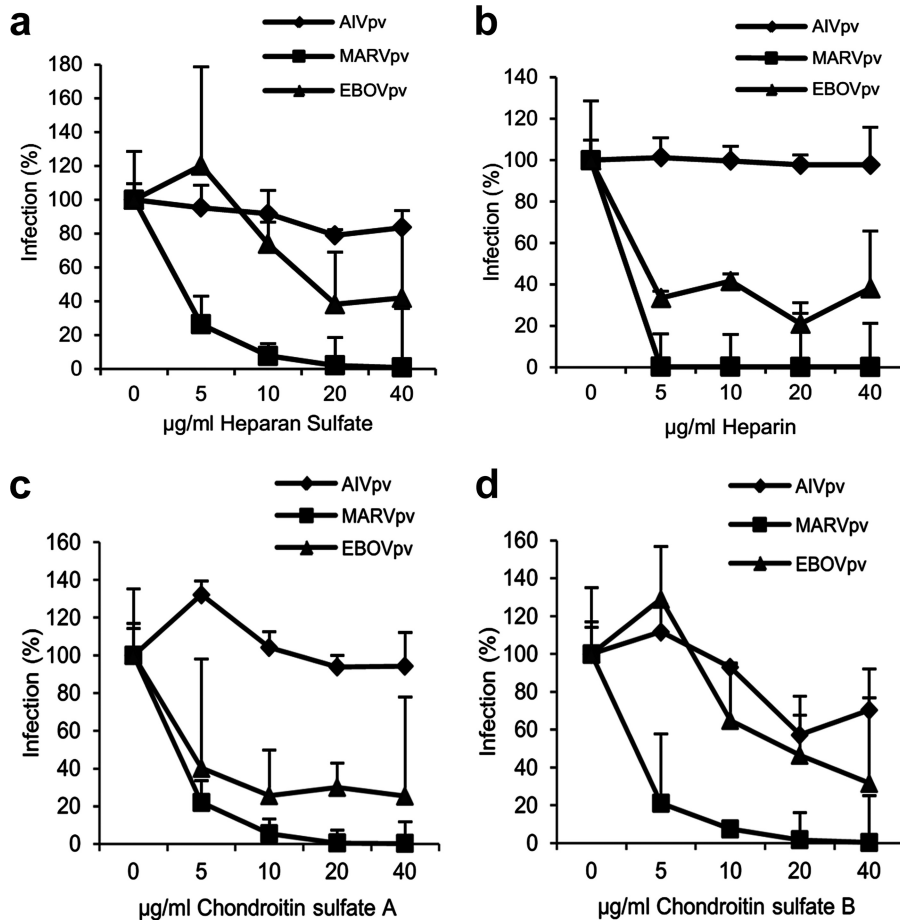 a
AIVpv
MARVpv
EBOVpv
180
160
140
120
100
80
60
40
20
0
Infection (%)
0 5 10 20 40
µg/ml Heparan Sulfate
b
AIVpv
MARVpv
EBOVpv
140
120
100
80
60
40
20
0
Infection (%)
0 5 10 20 40
µg/ml Heparin
c
AIVpv
MARVpv
EBOVpv
160
140
120
100
80
60
40
20
0
Infection (%)
0 5 10 20 40
µg/ml Chondroitin sulfate A
d
AIVpv
MARVpv
EBOVpv
160
140
120
100
80
60
40
20
0
Infection (%)
0 5 10 20 40
µg/ml Chondroitin sulfate B